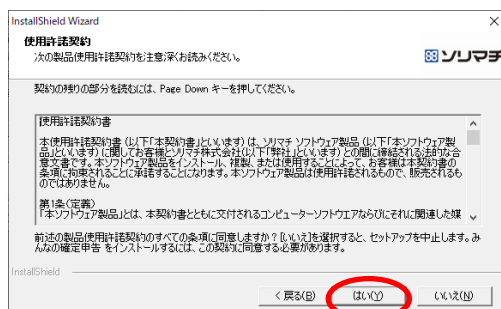 InstallShield Wizard
使用許諾契約
次の製品使用許諾契約を注意深くお読みください。
ソリマチ
契約の残りの部分を読むには、Page Down キーを押してください。
使用許諾契約書
本使用許諾契約書（以下「本契約書」といいます）は、ソリマチ ソフトウェア製品（以下「本ソフトウェア製
品」といいます）に関してお客様とソリマチ株式会社（以下「弊社」といいます）との間に締結される法的な合
意文書です。本ソフトウェア製品をインストール、複製、または使用することによって、お客様は本契約書の
条項に拘束されることに承諾することになります。本ソフトウェア製品は使用許諾されるもので、販売されるも
のではありません。
第1条（定義）
「本ソフトウェア製品」とは、本契約書とともに交付されるコンピューターソフトウエアならびにそれに関連した媒
前述の製品使用許諾契約のすべての条項に同意しますか？[いいえ]を選択すると、セットアップを中止します。み
んなの確定申告 をインストールするには、この契約に同意する必要があります。
InstallShield
< 戻る(B)
はい(Y)
いいえ(N)